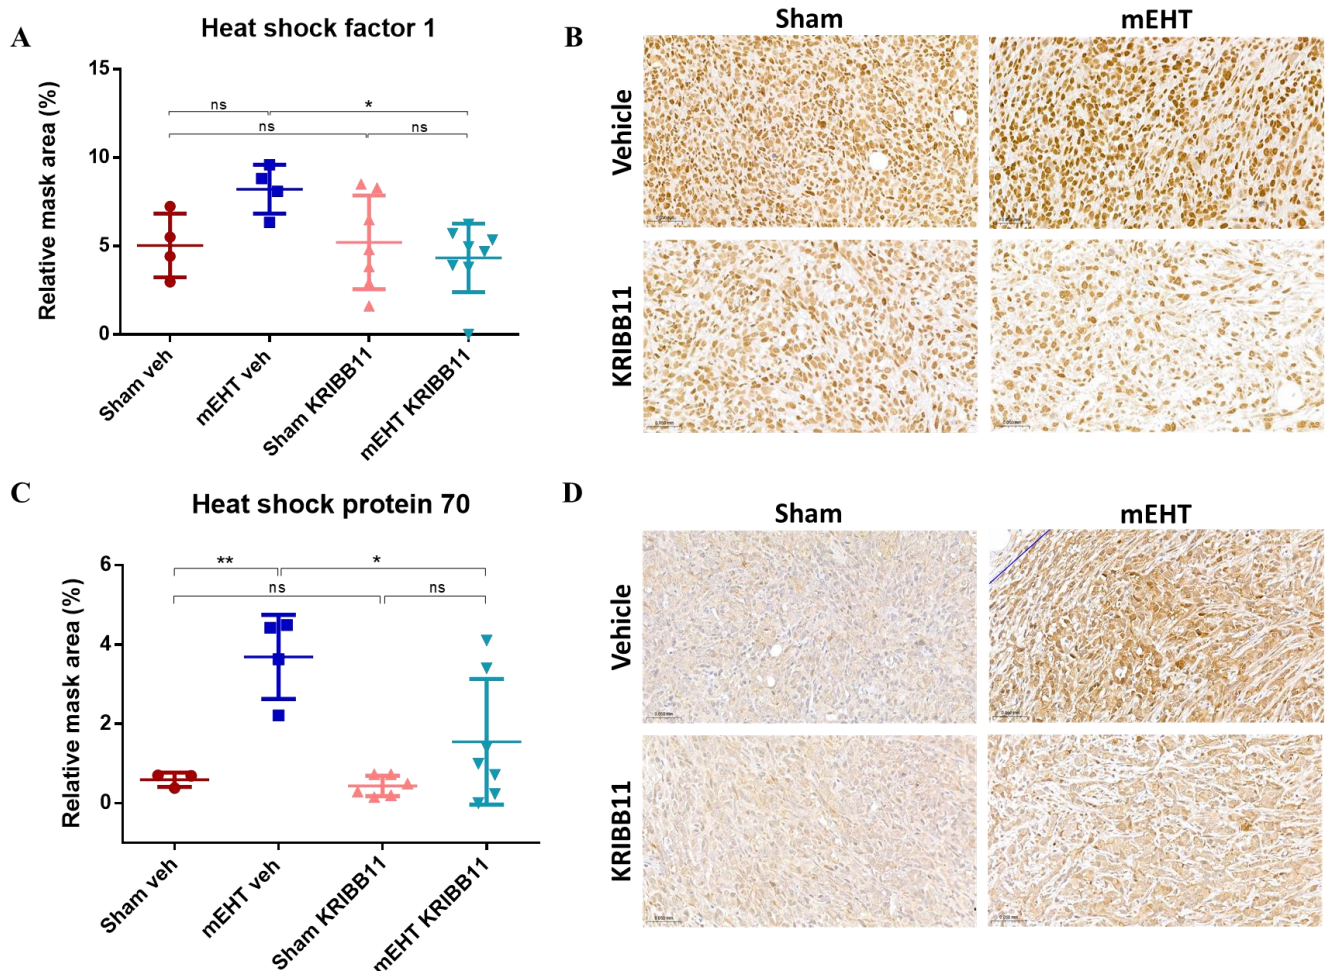 A
Heat shock factor 1
Relative mask area (%)
15
10
5
0
ns
*
ns
ns
Sham veh
mEHT veh
Sham KRIBB11
mEHT KRIBB11
B
Sham
mEHT
Vehicle
KRIBB11
C
Heat shock protein 70
Relative mask area (%)
6
4
2
0
**
*
ns
ns
Sham veh
mEHT veh
Sham KRIBB11
mEHT KRIBB11
D
Sham
mEHT
Vehicle
KRIBB11